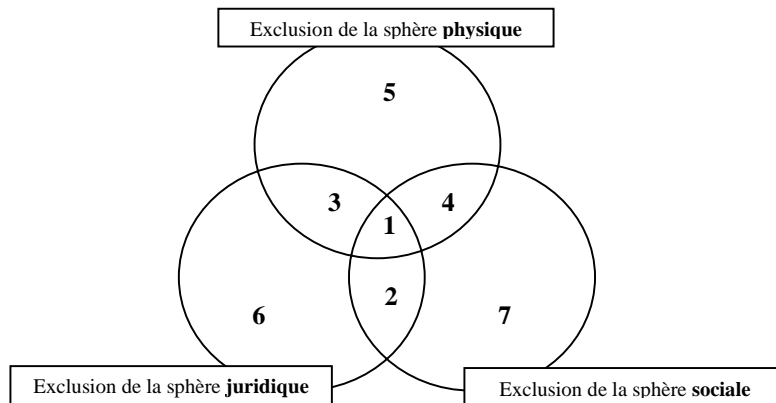 Exclusion de la sphère physique
5
3
4
1
2
6
7
Exclusion de la sphère juridique
Exclusion de la sphère sociale